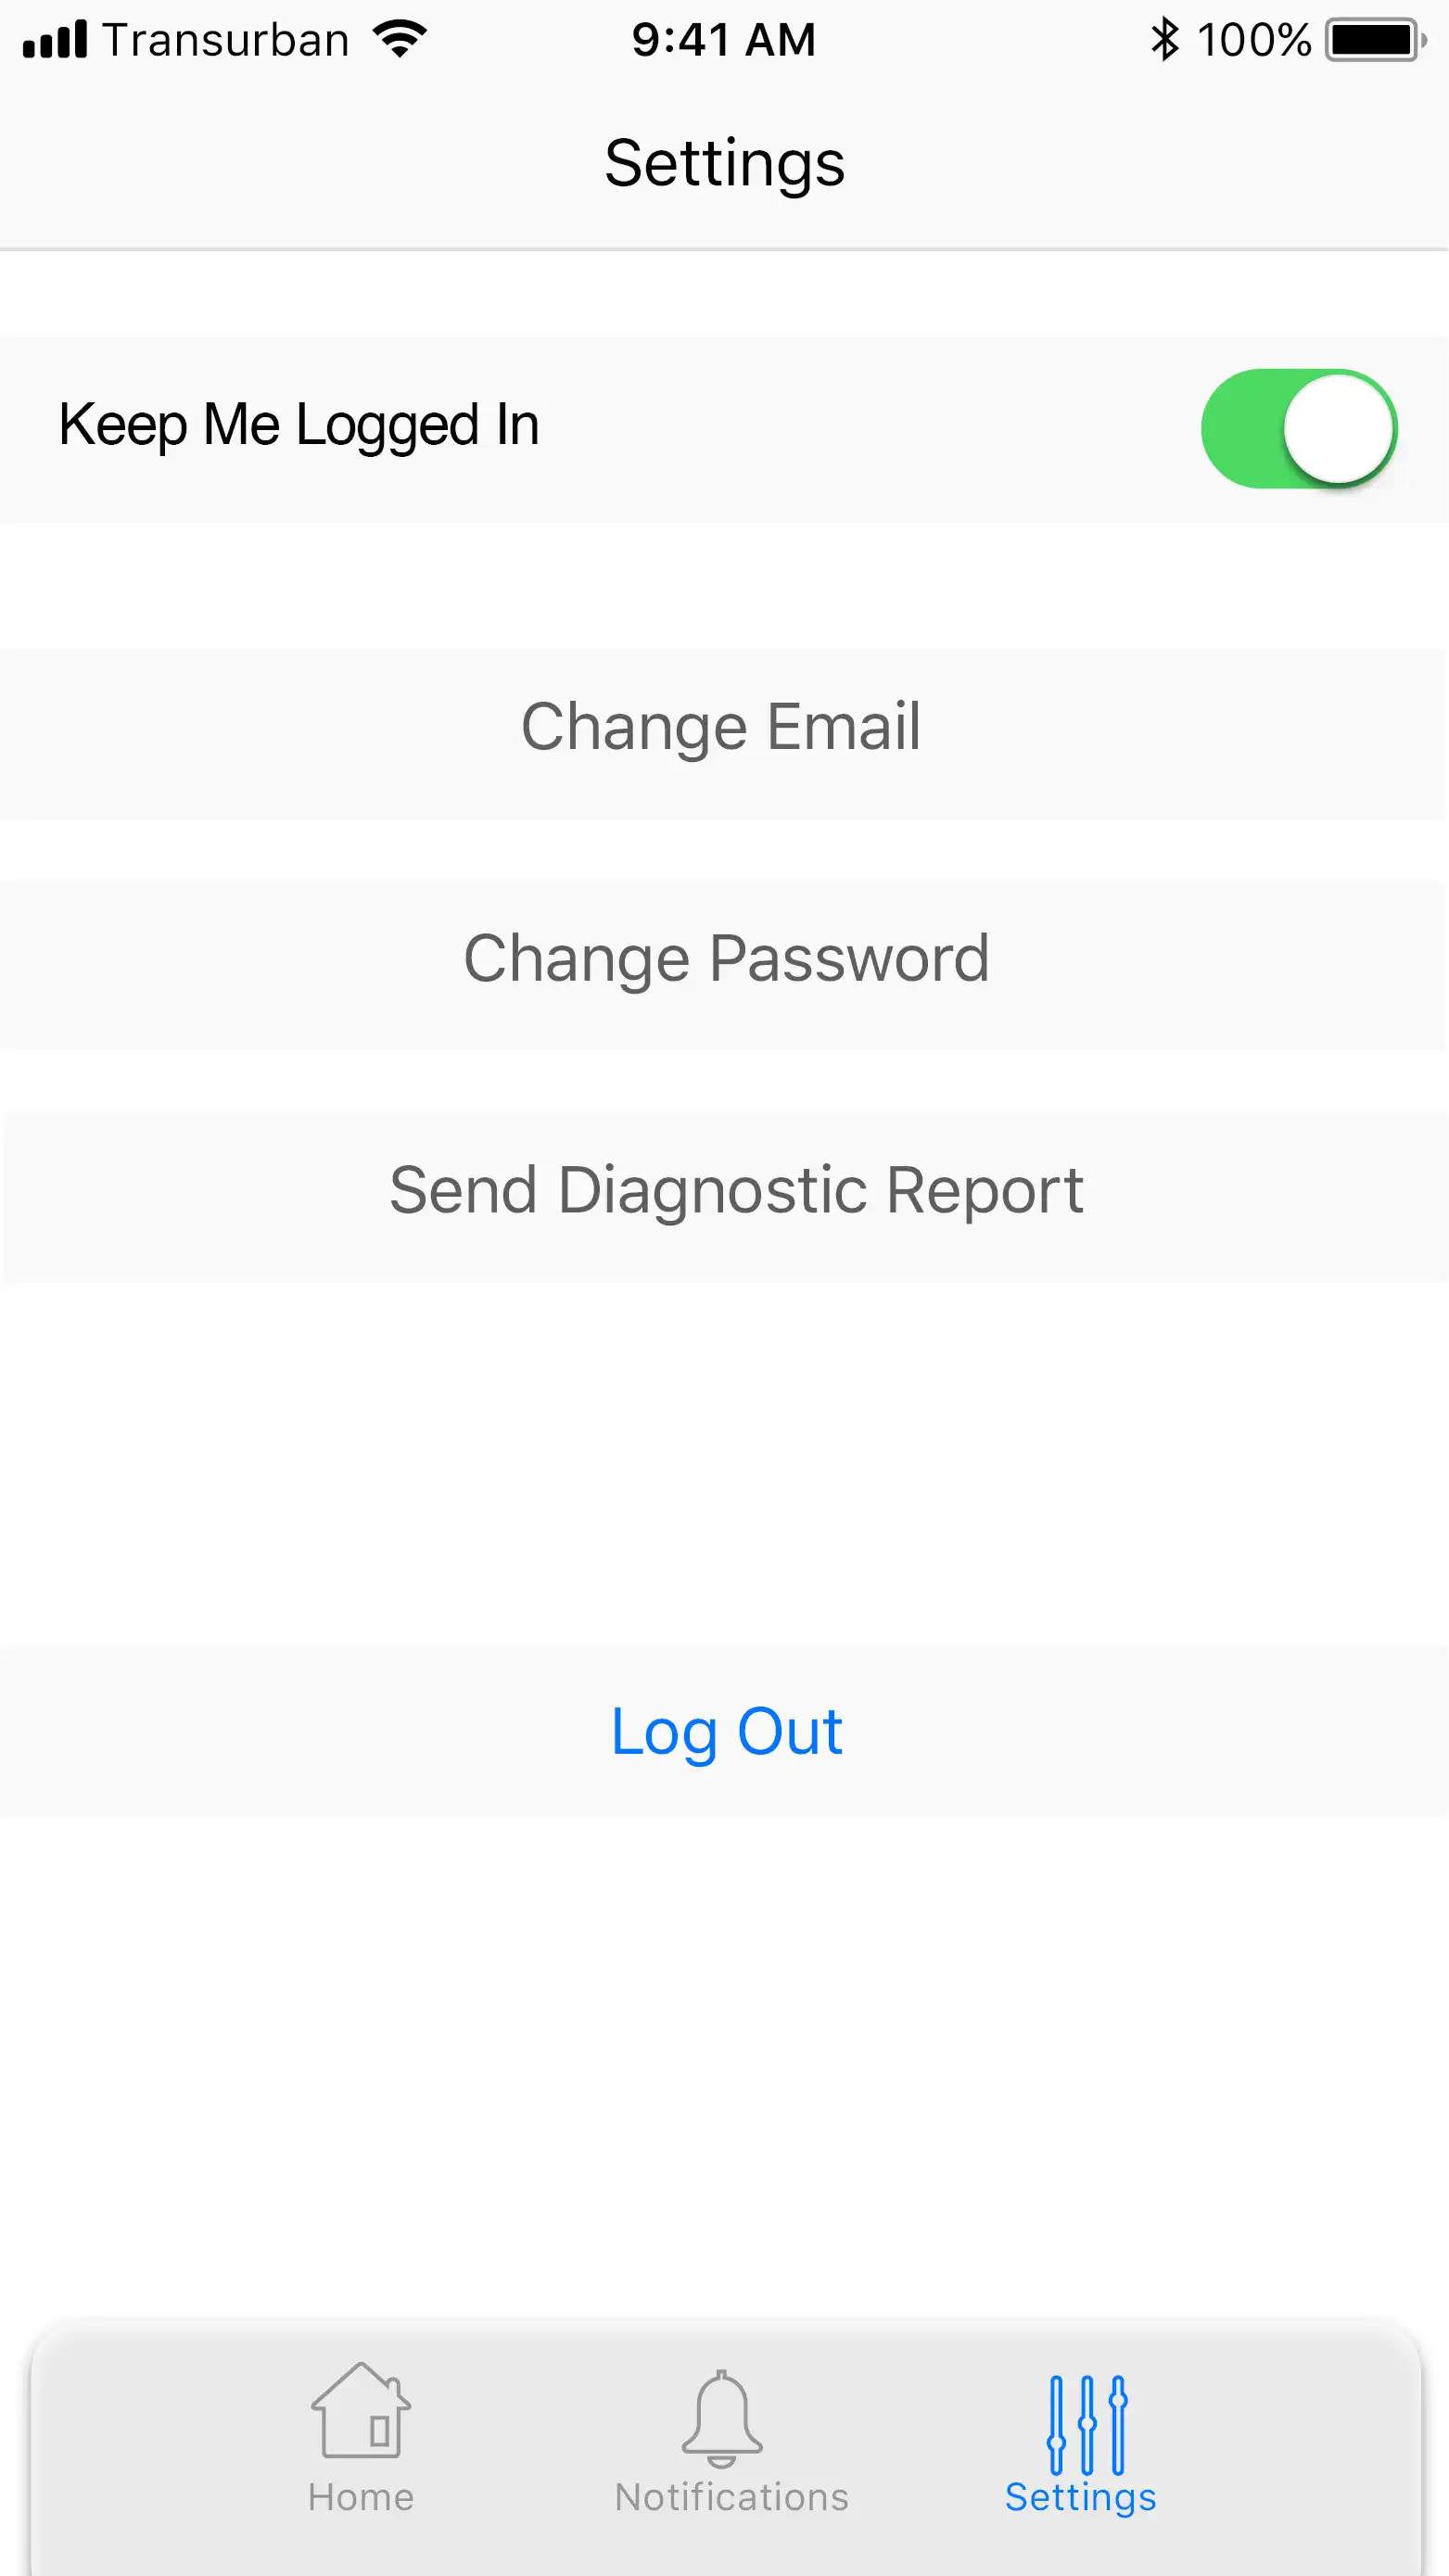 Transurban 9:41 AM 100%
Settings
Keep Me Logged In
Change Email
Change Password
Send Diagnostic Report
Log Out
Home Notifications Settings